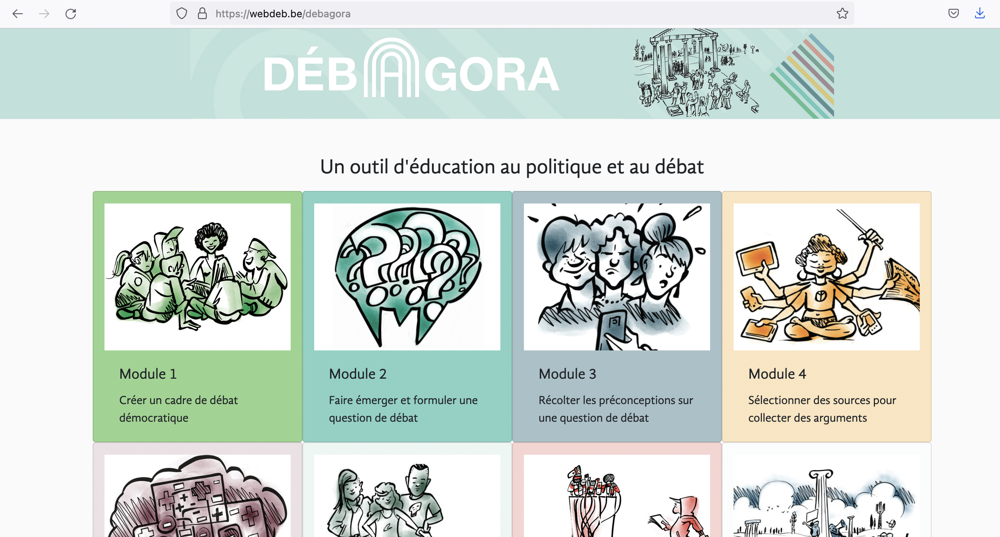 https://webdeb.be/debagora
DÉBAGORA
Un outil d'éducation au politique et au débat
Module 1
Créer un cadre de débat
démocratique
Module 2
Faire émerger et formuler une
question de débat
Module 3
Récolter les préconceptions sur
une question de débat
Module 4
Sélectionner des sources pour
collecter des arguments